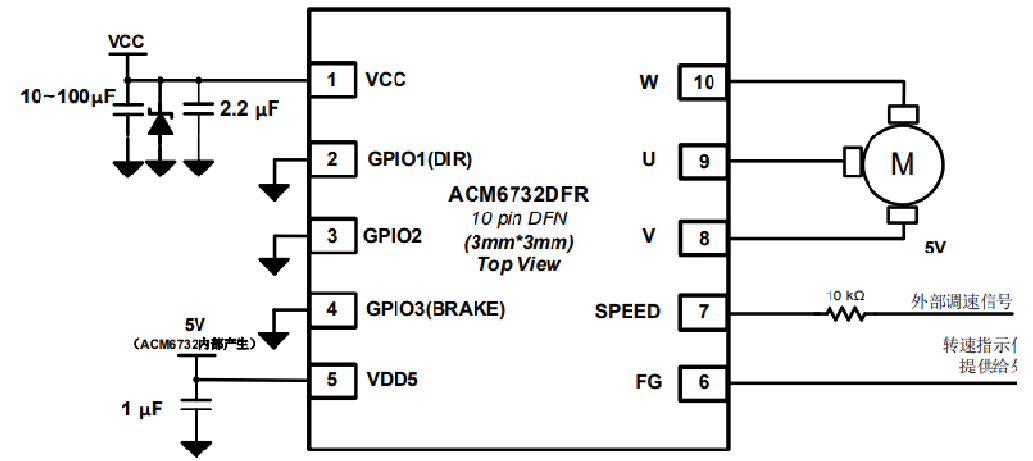 VCC
10~100μF
2.2 μF
1 VCC
2 GPIO1(DIR)
3 GPIO2
4 GPIO3(BRAKE)
5V
(ACM6732内部产生)
5 VDD5
1 μF
ACM6732DFR
10 pin DFN
(3mm*3mm)
Top View
W 10
U 9
V 8
M
5V
SPEED 7
10 kΩ
外部调速信号
转速指示
提供给
FG 6